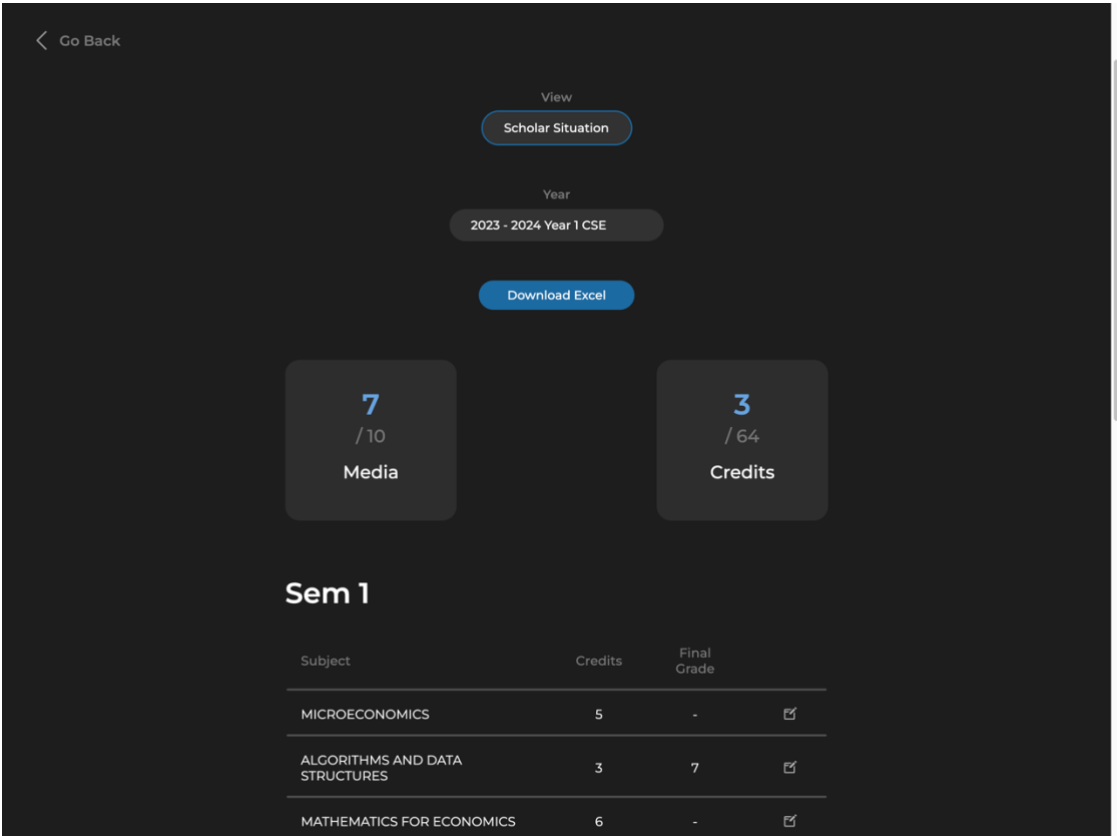 Go Back
View
Scholar Situation
Year
2023 - 2024 Year 1 CSE
Download Excel
7
/ 10
Media
3
/ 64
Credits
Sem 1
Subject Credits Final
Grade
MICROECONOMICS 5 -
ALGORITHMS AND DATA
STRUCTURES 3 7
MATHEMATICS FOR ECONOMICS 6 -